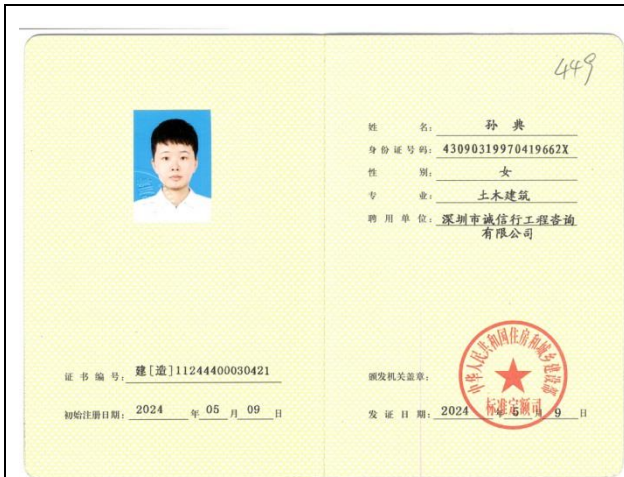 449
姓 名: 孙 典
身份证号码: 43090319970419662X
性 别: 女
专 业: 土木建筑
聘用单位: 深圳市诚信行工程咨询
有限公司
证书编号: 建[造]11244400030421
初始注册日期: 2024 年 05 月 09 日
颁发机关盖章:
中华人民共和国住房和城乡建设部
标准定额司
发证日期: 2024 年 5 月 9 日